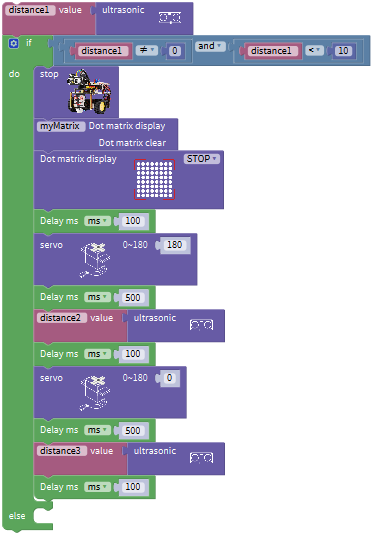 distance1 value ultrasonic
if distance1 ≠ 0 and distance1 < 10
do stop
myMatrix Dot matrix display
Dot matrix clear
Dot matrix display STOP
Delay ms ms 100
servo 0~180 180
Delay ms ms 500
distance2 value ultrasonic
Delay ms ms 100
servo 0~180 0
Delay ms ms 500
distance3 value ultrasonic
Delay ms ms 100
else